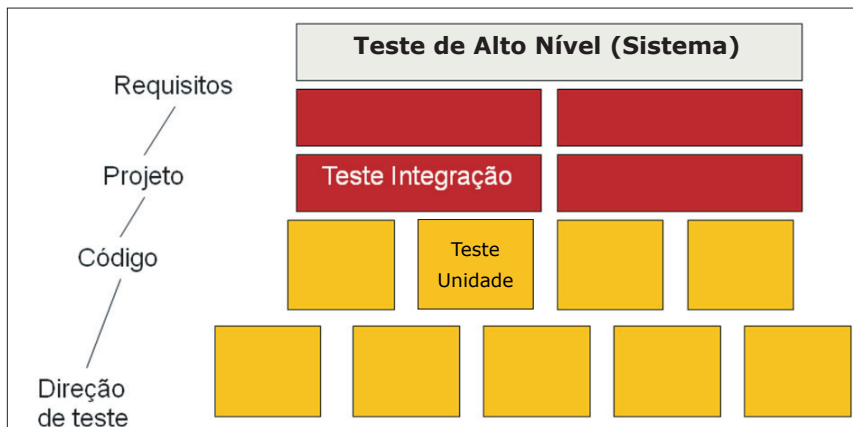 Teste de Alto Nível (Sistema)
Requisitos
Projeto
Teste Integração
Código
Teste
Unidade
Direção
de teste